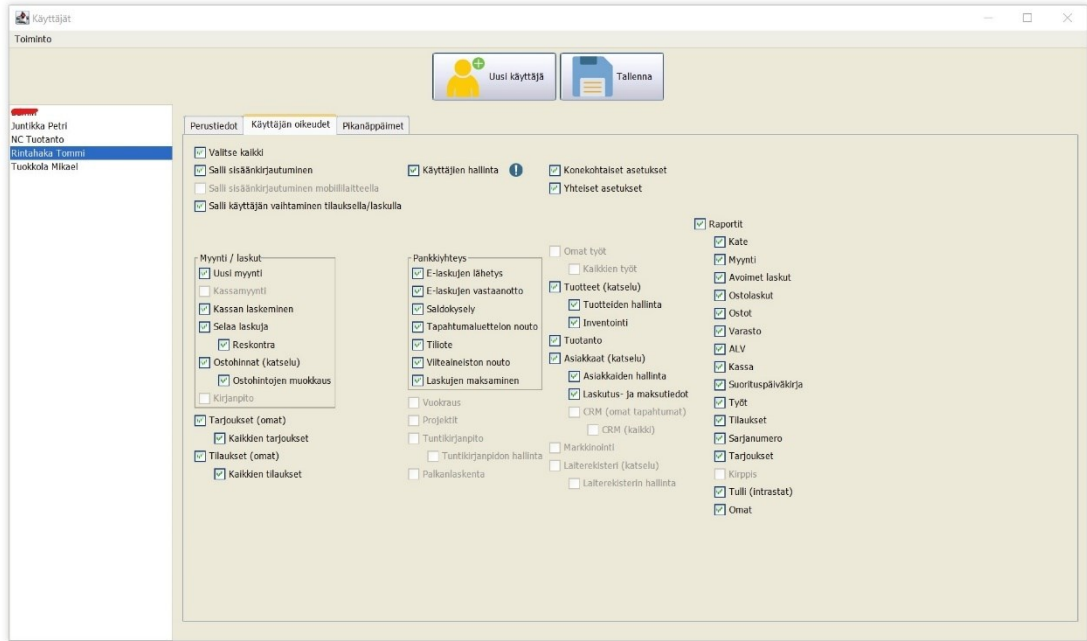 Käyttäjät
Toiminto
Uusi käyttäjä
Tallenna
Juntikka Petri
NC Tuotanto
Rintahaka Tommi
Tuokkola Mikael
Perustiedot
Käyttäjän oikeudet
Pikanäppäimet
Valitse kaikki
Salli sisäänkirjautuminen
Salli sisäänkirjautuminen mobiililaitteella
Salli käyttäjän vaihtaminen tilauksella/laskulla
Käyttäjien hallinta
Konekohtaiset asetukset
Yhteiset asetukset
Myynti / laskut
Uusi myynti
Kassamyynti
Kassan laskeminen
Selaa laskuja
Reskontra
Ostohinnat (katselu)
Ostohintojen muokkaus
Kirjanpito
Tarjoukset (omat)
Kaikkien tarjoukset
Tilaukset (omat)
Kaikkien tilaukset
Pankkiyhteys
E-laskujen lähetys
E-laskujen vastaanotto
Saldokysely
Tapahtumaluettelon nouto
Tiliote
Viiteaineiston nouto
Laskujen maksaminen
Vuokraus
Projektit
Tuntikirjanpito
Tuntikirjanpidon hallinta
Palkanlaskenta
Omat työt
Kaikkien työt
Tuotteet (katselu)
Tuotteiden hallinta
Inventointi
Tuotanto
Asiakkaat (katselu)
Asiakkaiden hallinta
Laskutus- ja maksutiedot
CRM (omat tapahtumat)
CRM (kaikki)
Markkinointi
Laiterekisteri (katselu)
Laiterekisterin hallinta
Raportit
Kate
Myynti
Avoimet laskut
Ostolaskut
Ostot
Varasto
ALV
Kassa
Suorituspäiväkirja
Työt
Tilaukset
Sarjanumero
Tarjoukset
Kirppis
Tulli (intrastat)
Omat